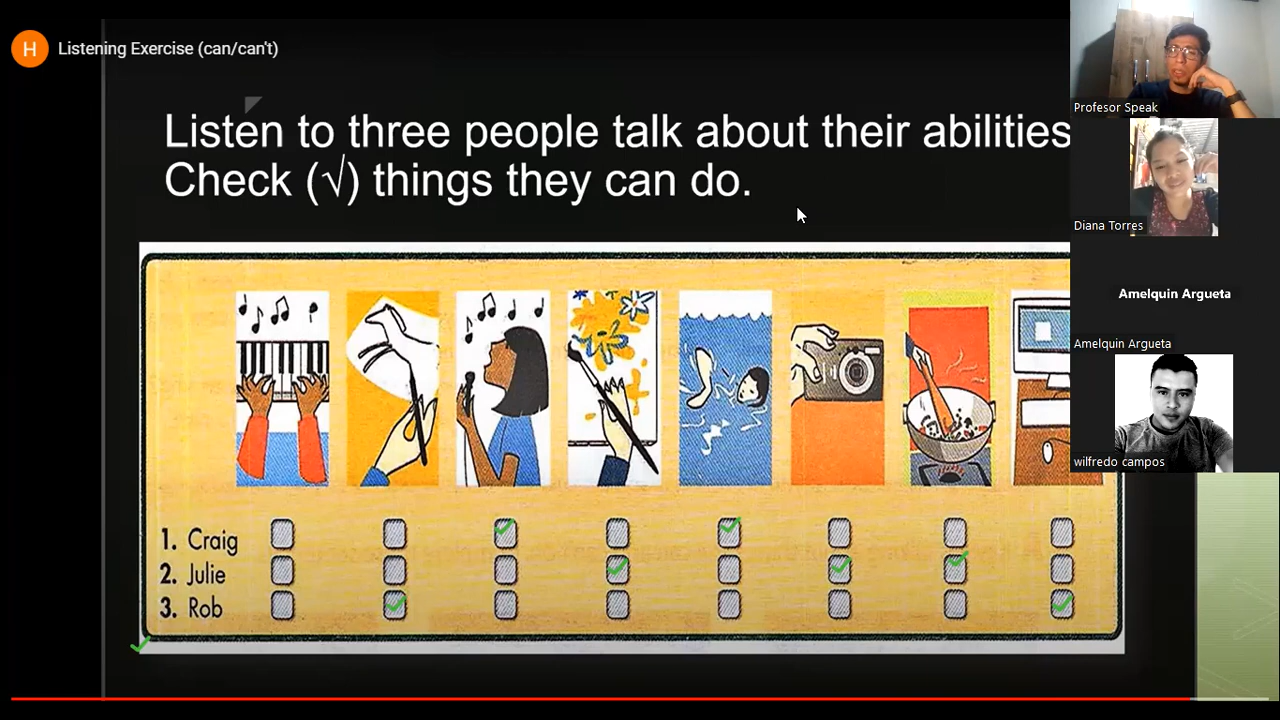 H
Listening Exercise (can/can't)
Listen to three people talk about their abilities
Check (√) things they can do.
1. Craig
2. Julie
3. Rob
Profesor Speak
Diana Torres
Amelquin Argueta
Amelquin Argueta
wilfredo campos